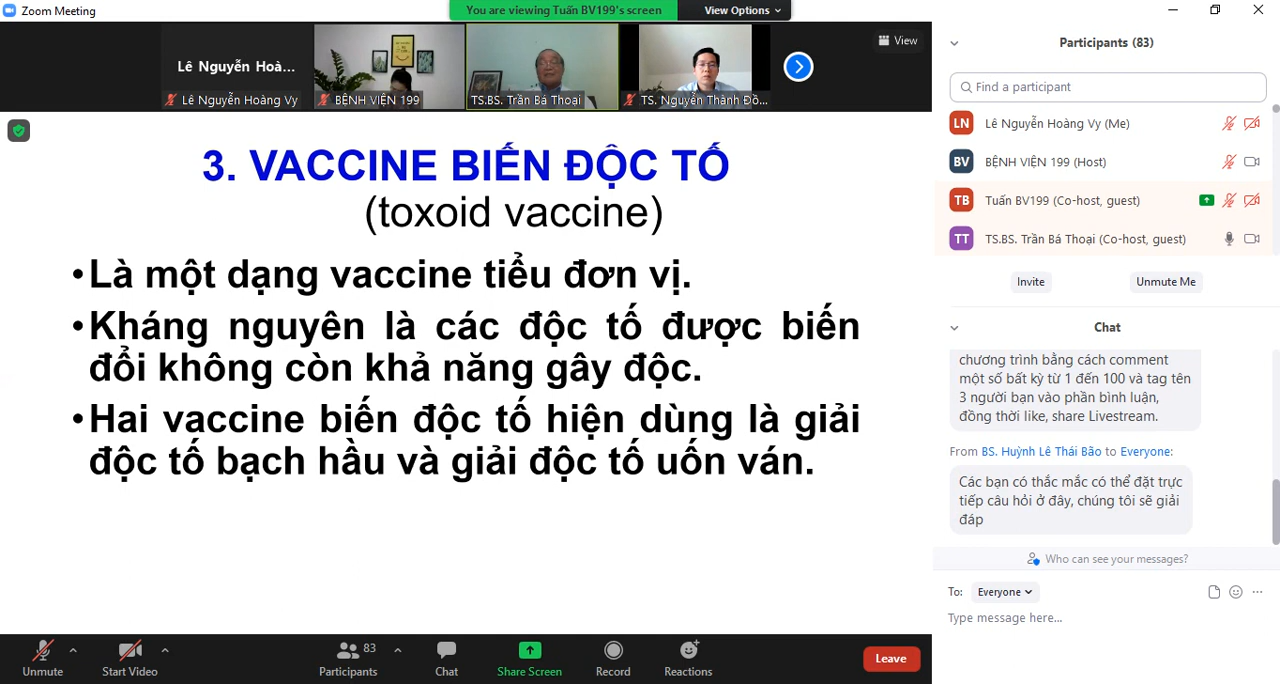 Zoom Meeting
You are viewing Tuấn BV199's screen
View Options
Lê Nguyễn Hoà...
Lê Nguyễn Hoàng Vy
BỆNH VIỆN 199
TS.BS. Trần Bá Thoại
TS. Nguyễn Thành Đồ...
View
3. VACCINE BIẾN ĐỘC TỐ
(toxoid vaccine)
•Là một dạng vaccine tiểu đơn vị.
•Kháng nguyên là các độc tố được biến
đổi không còn khả năng gây độc.
•Hai vaccine biến độc tố hiện dùng là giải
độc tố bạch hầu và giải độc tố uốn ván.
Participants (83)
Find a participant
LN Lê Nguyễn Hoàng Vy (Me)
BV BỆNH VIỆN 199 (Host)
TB Tuấn BV199 (Co-host, guest)
TT TS.BS. Trần Bá Thoại (Co-host, guest)
Invite
Unmute Me
Chat
chương trình bằng cách comment
một số bất kỳ từ 1 đến 100 và tag tên
3 người bạn vào phần bình luận,
đồng thời like, share Livestream.
From BS. Huỳnh Lê Thái Bão to Everyone:
Các bạn có thắc mắc có thể đặt trực
tiếp câu hỏi ở đây, chúng tôi sẽ giải
đáp
Who can see your messages?
To: Everyone
Type message here...
Unmute
Start Video
83
Participants
Chat
Share Screen
Record
Reactions
Leave